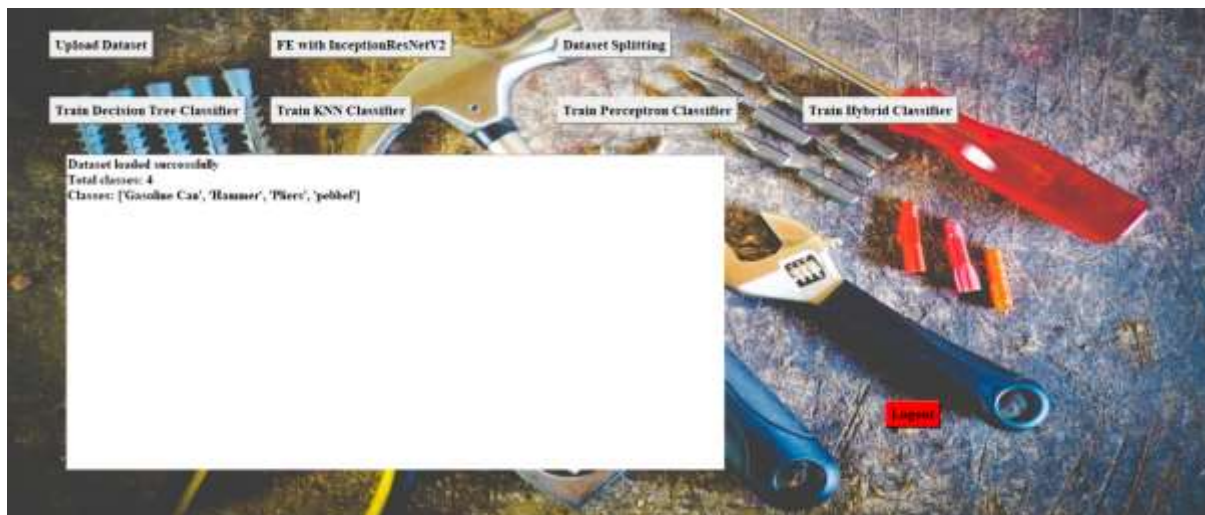 Upload Dataset
FE with InceptionResNetV2
Dataset Splitting
Train Decision Tree Classifier
Train KNN Classifier
Train Perceptron Classifier
Train Hybrid Classifier
Dataset loaded successfully
Total classes: 4
Classes: ['Gasoline Can', 'Hammer', 'Pliers', 'pebbel']
Logout